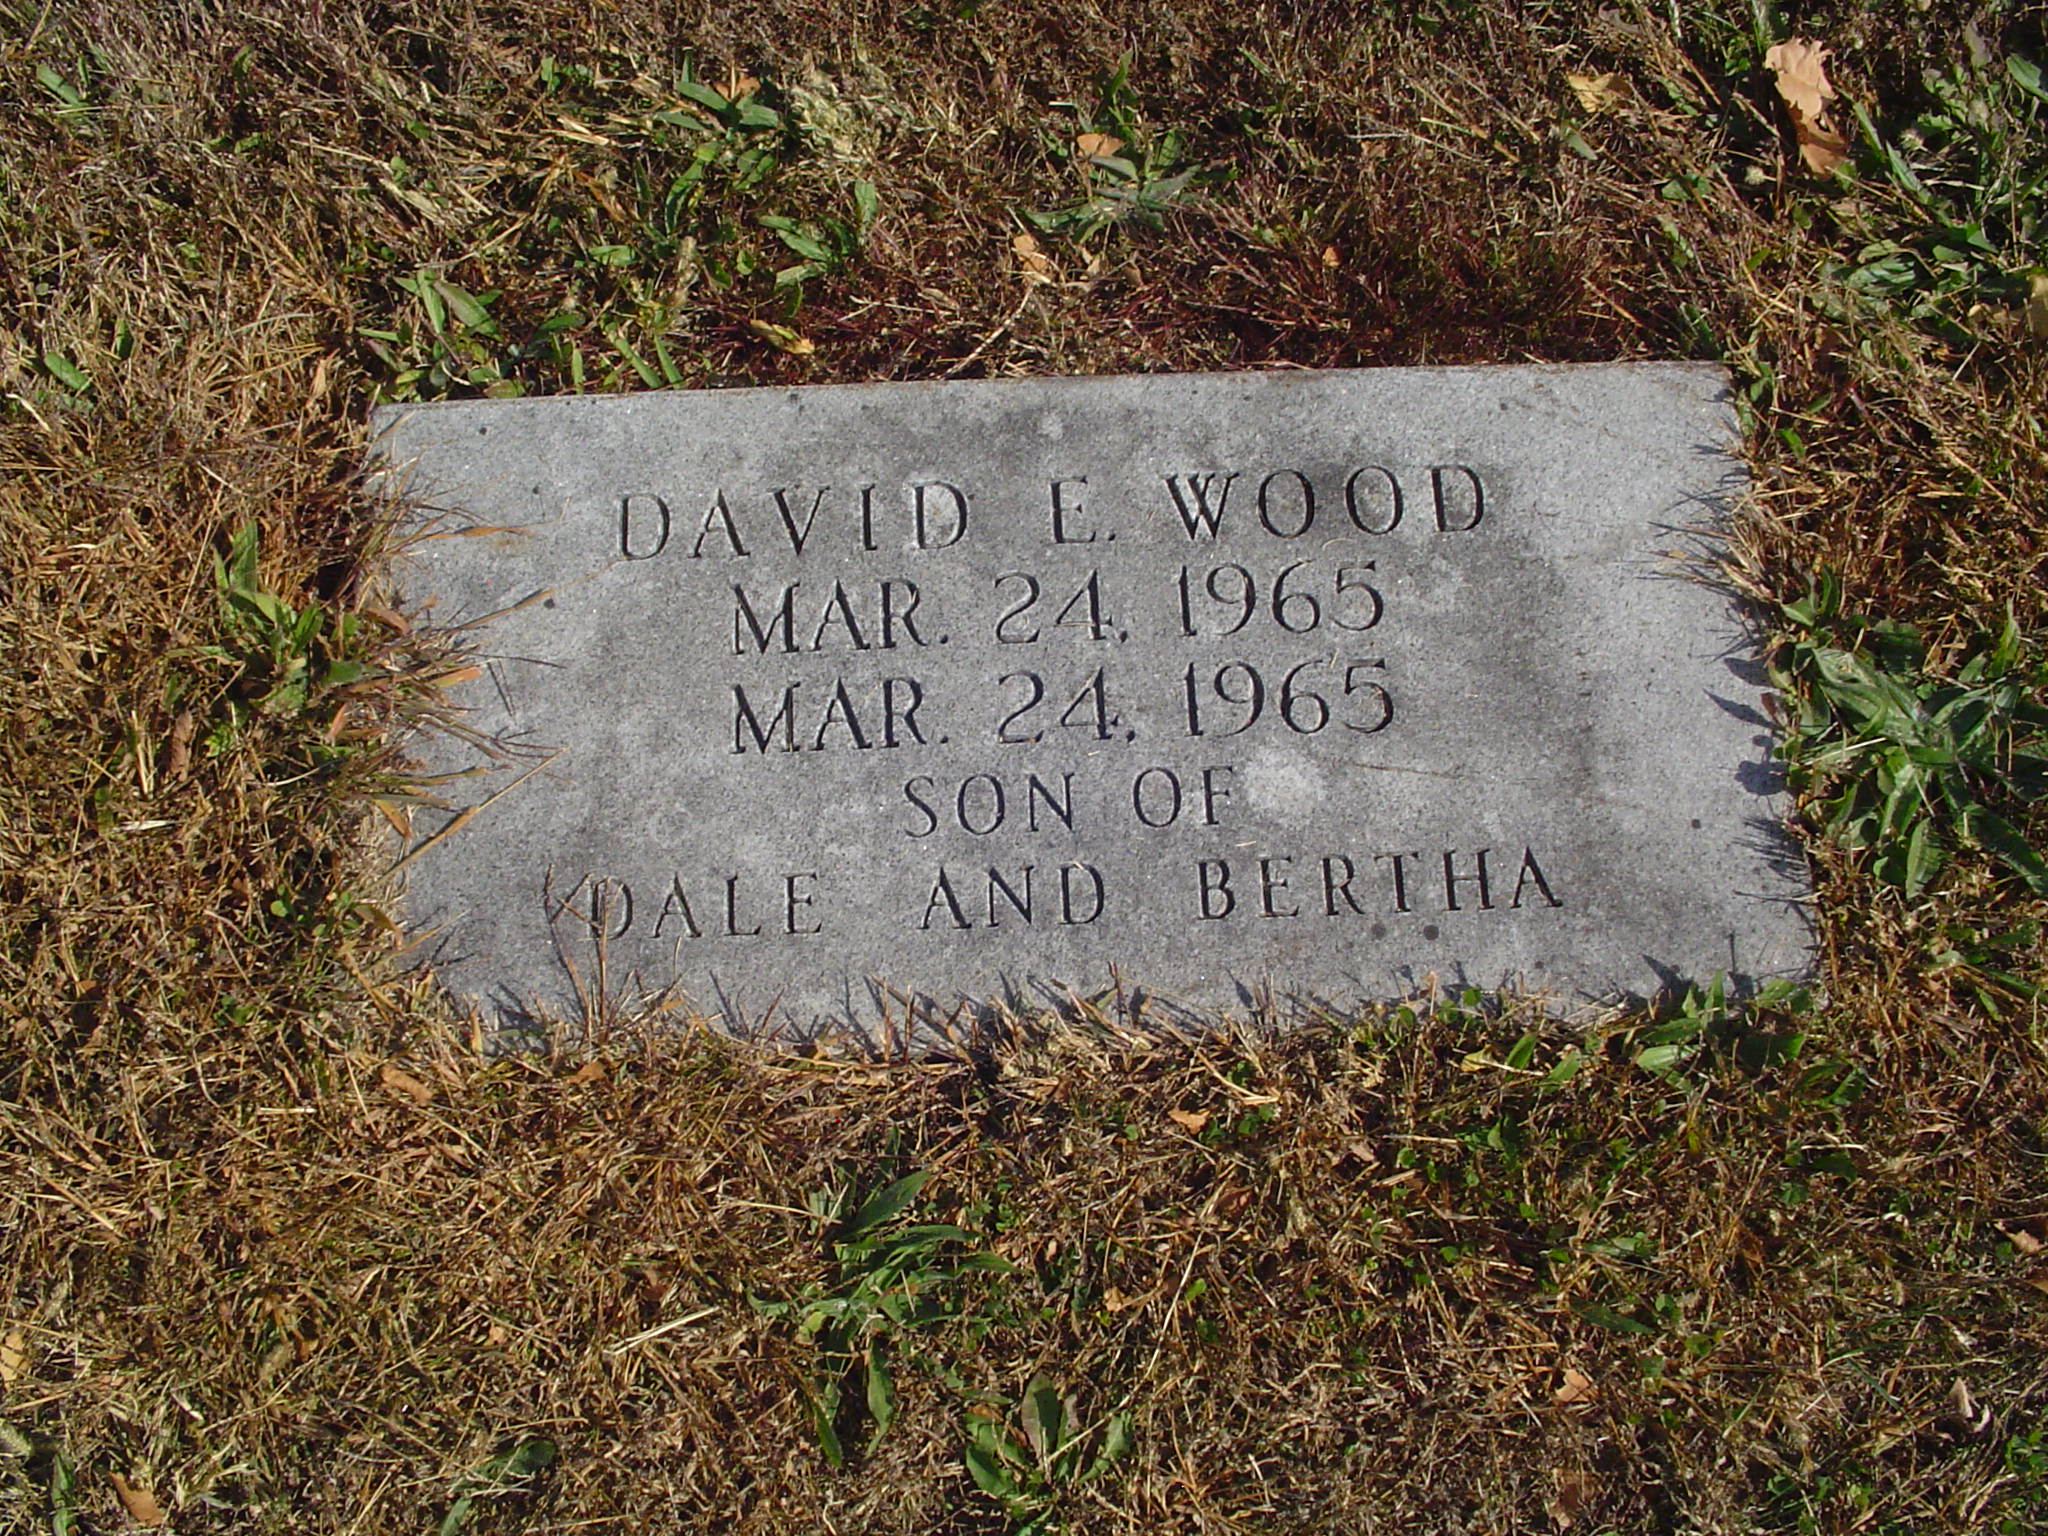 DAVID E. WOOD
MAR. 24, 1965
MAR. 24, 1965
SON OF
DALE AND BERTHA